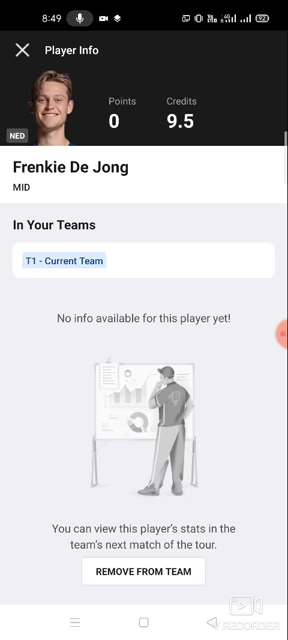 8:49
92
Player Info
Points
Credits
0
9.5
NED
Frenkie De Jong
MID
In Your Teams
T1 - Current Team
No info available for this player yet!
You can view this player's stats in the
team's next match of the tour.
REMOVE FROM TEAM
RECORDER